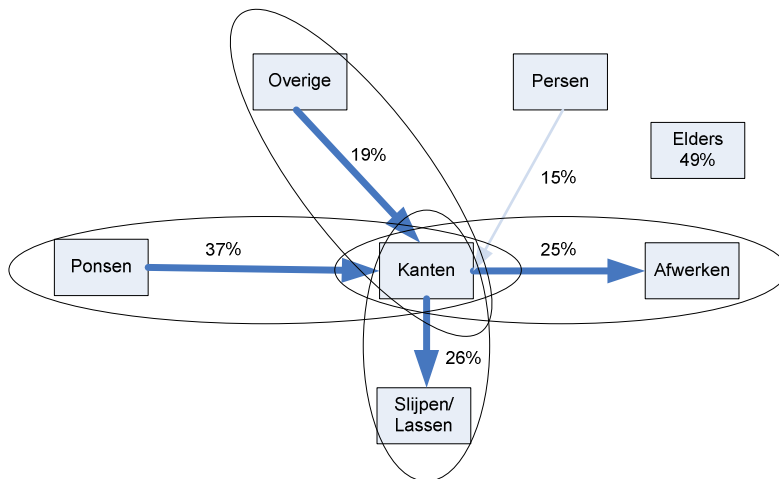 Overige
Persen
Elders
49%
19%
15%
Ponsen
37%
Kanten
25%
Afwerken
26%
Slijpen/
Lassen